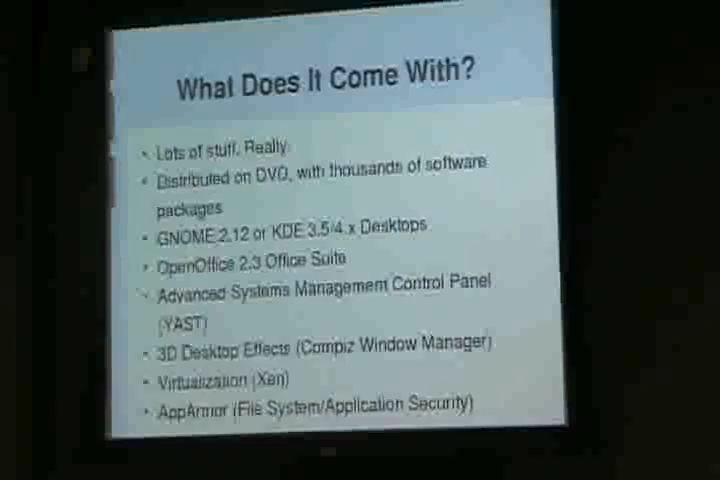 What Does It Come With?
• Lots of stuff. Really.
• Distributed on DVD, with thousands of software
packages
• GNOME 2.12 or KDE 3.5/4.x Desktops
• OpenOffice 2.3 Office Suite
• Advanced Systems Management Control Panel
(YAST)
• 3D Desktop Effects (Compiz Window Manager)
• Virtualization (Xen)
• AppArmor (File System/Application Security)